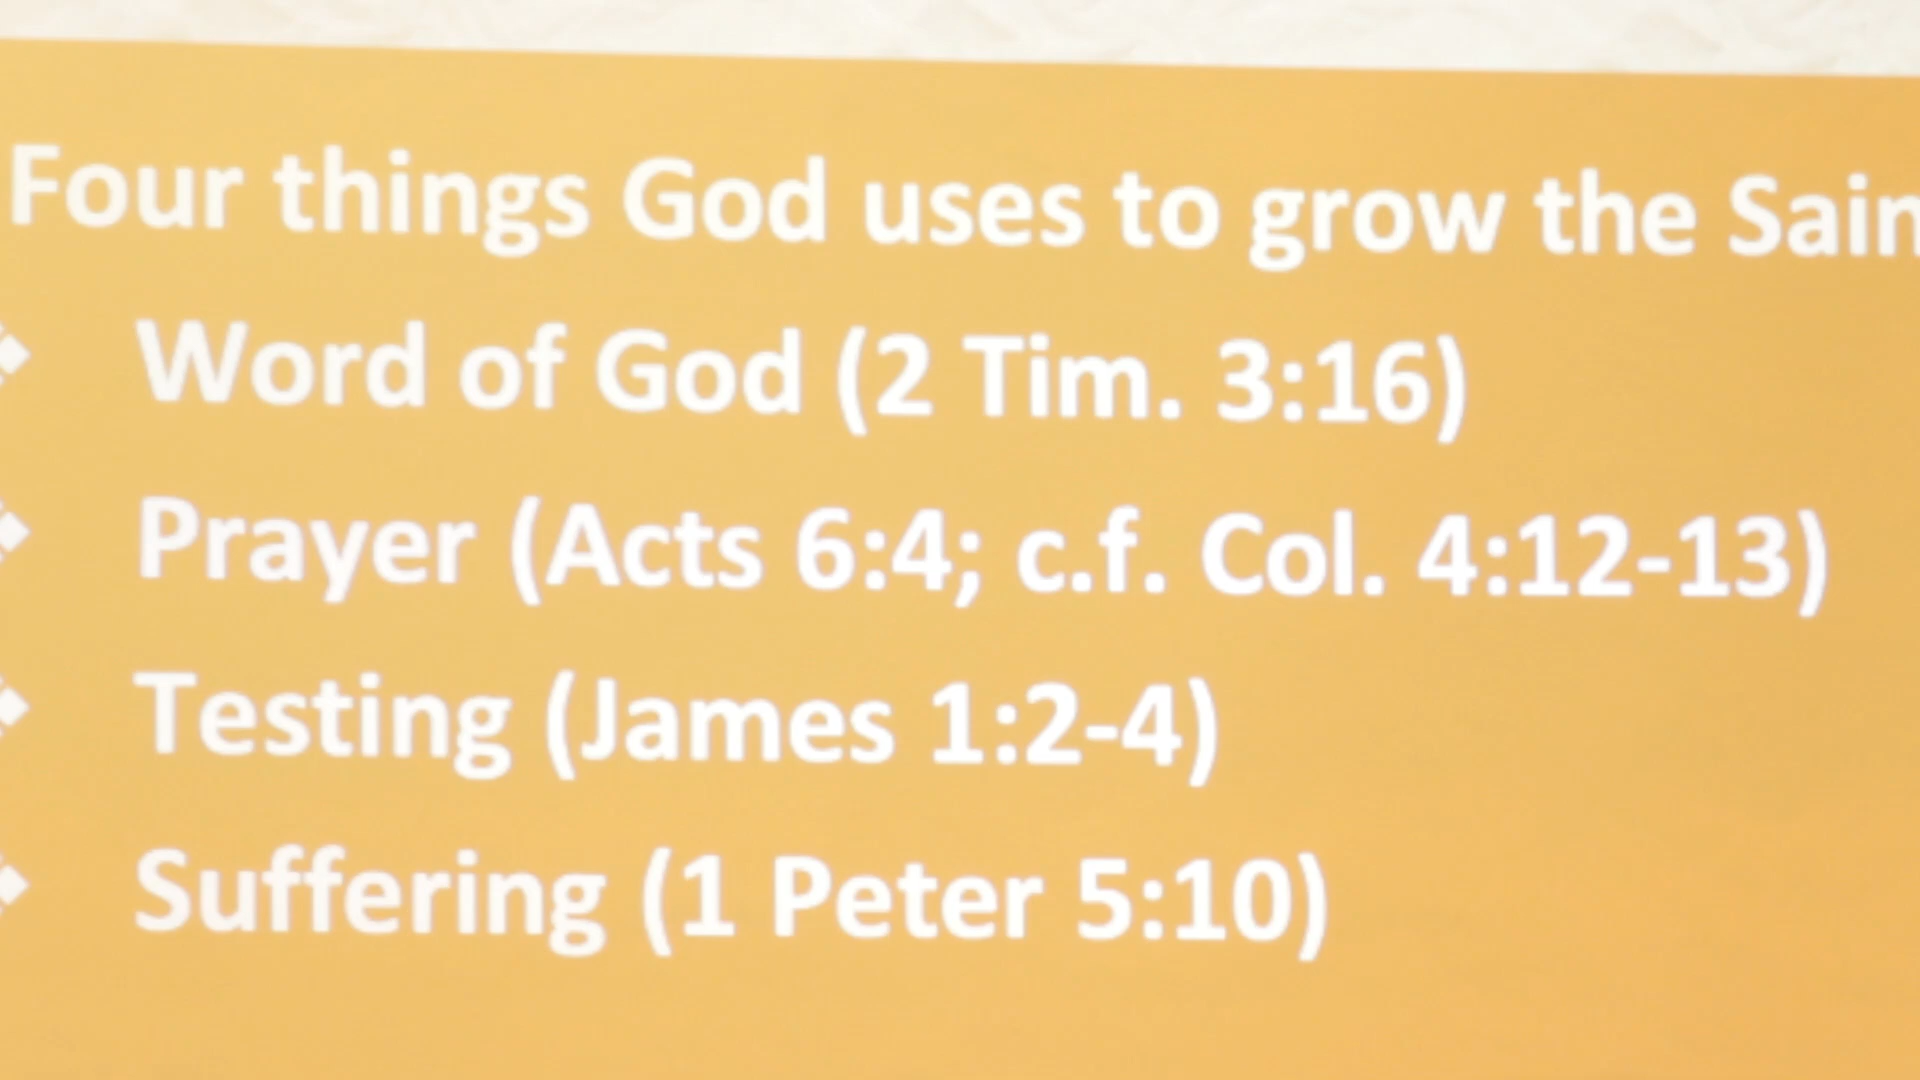 Four things God uses to grow the Sain
❖ Word of God (2 Tim. 3:16)
❖ Prayer (Acts 6:4; c.f. Col. 4:12-13)
❖ Testing (James 1:2-4)
❖ Suffering (1 Peter 5:10)